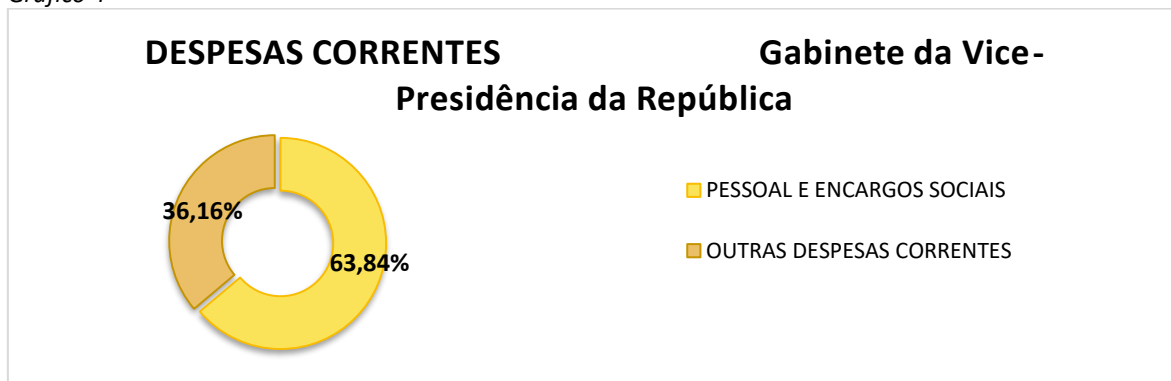 DESPESAS CORRENTES Gabinete da Vice-
Presidência da República
36,16%
63,84%
PESSOAL E ENCARGOS SOCIAIS
OUTRAS DESPESAS CORRENTES